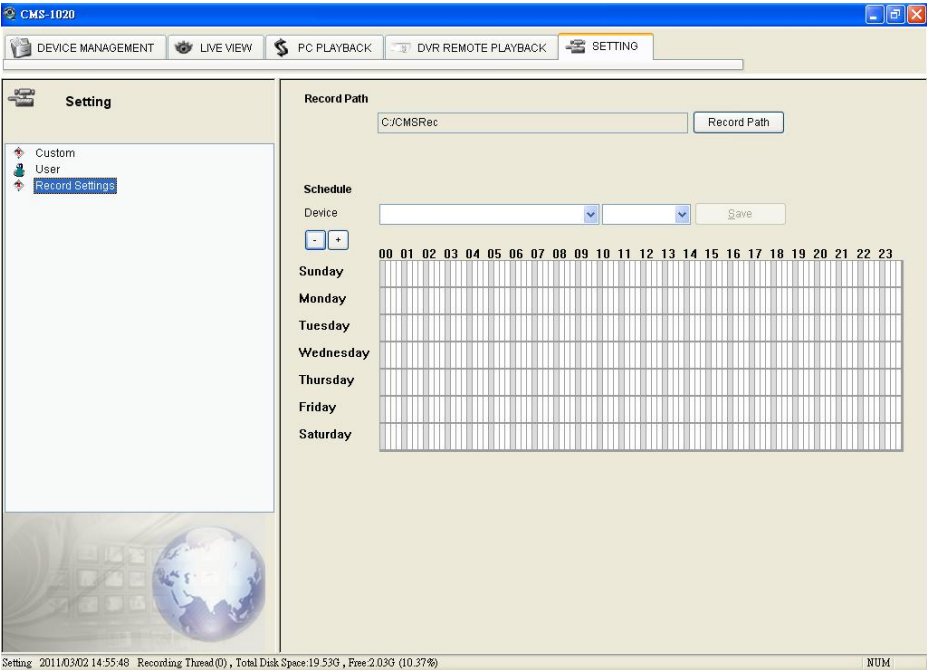 CMS-1020
DEVICE MANAGEMENT LIVE VIEW PC PLAYBACK DVR REMOTE PLAYBACK SETTING
Setting
Custom
User
Record Settings
Record Path
C:/CMSRec Record Path
Schedule
Device Save
- +
00 01 02 03 04 05 06 07 08 09 10 11 12 13 14 15 16 17 18 19 20 21 22 23
Sunday
Monday
Tuesday
Wednesday
Thursday
Friday
Saturday
Setting 2011/03/02 14:55:48 Recording Thread(0) , Total Disk Space:19.53G , Free:2.03G (10.37%) NUM